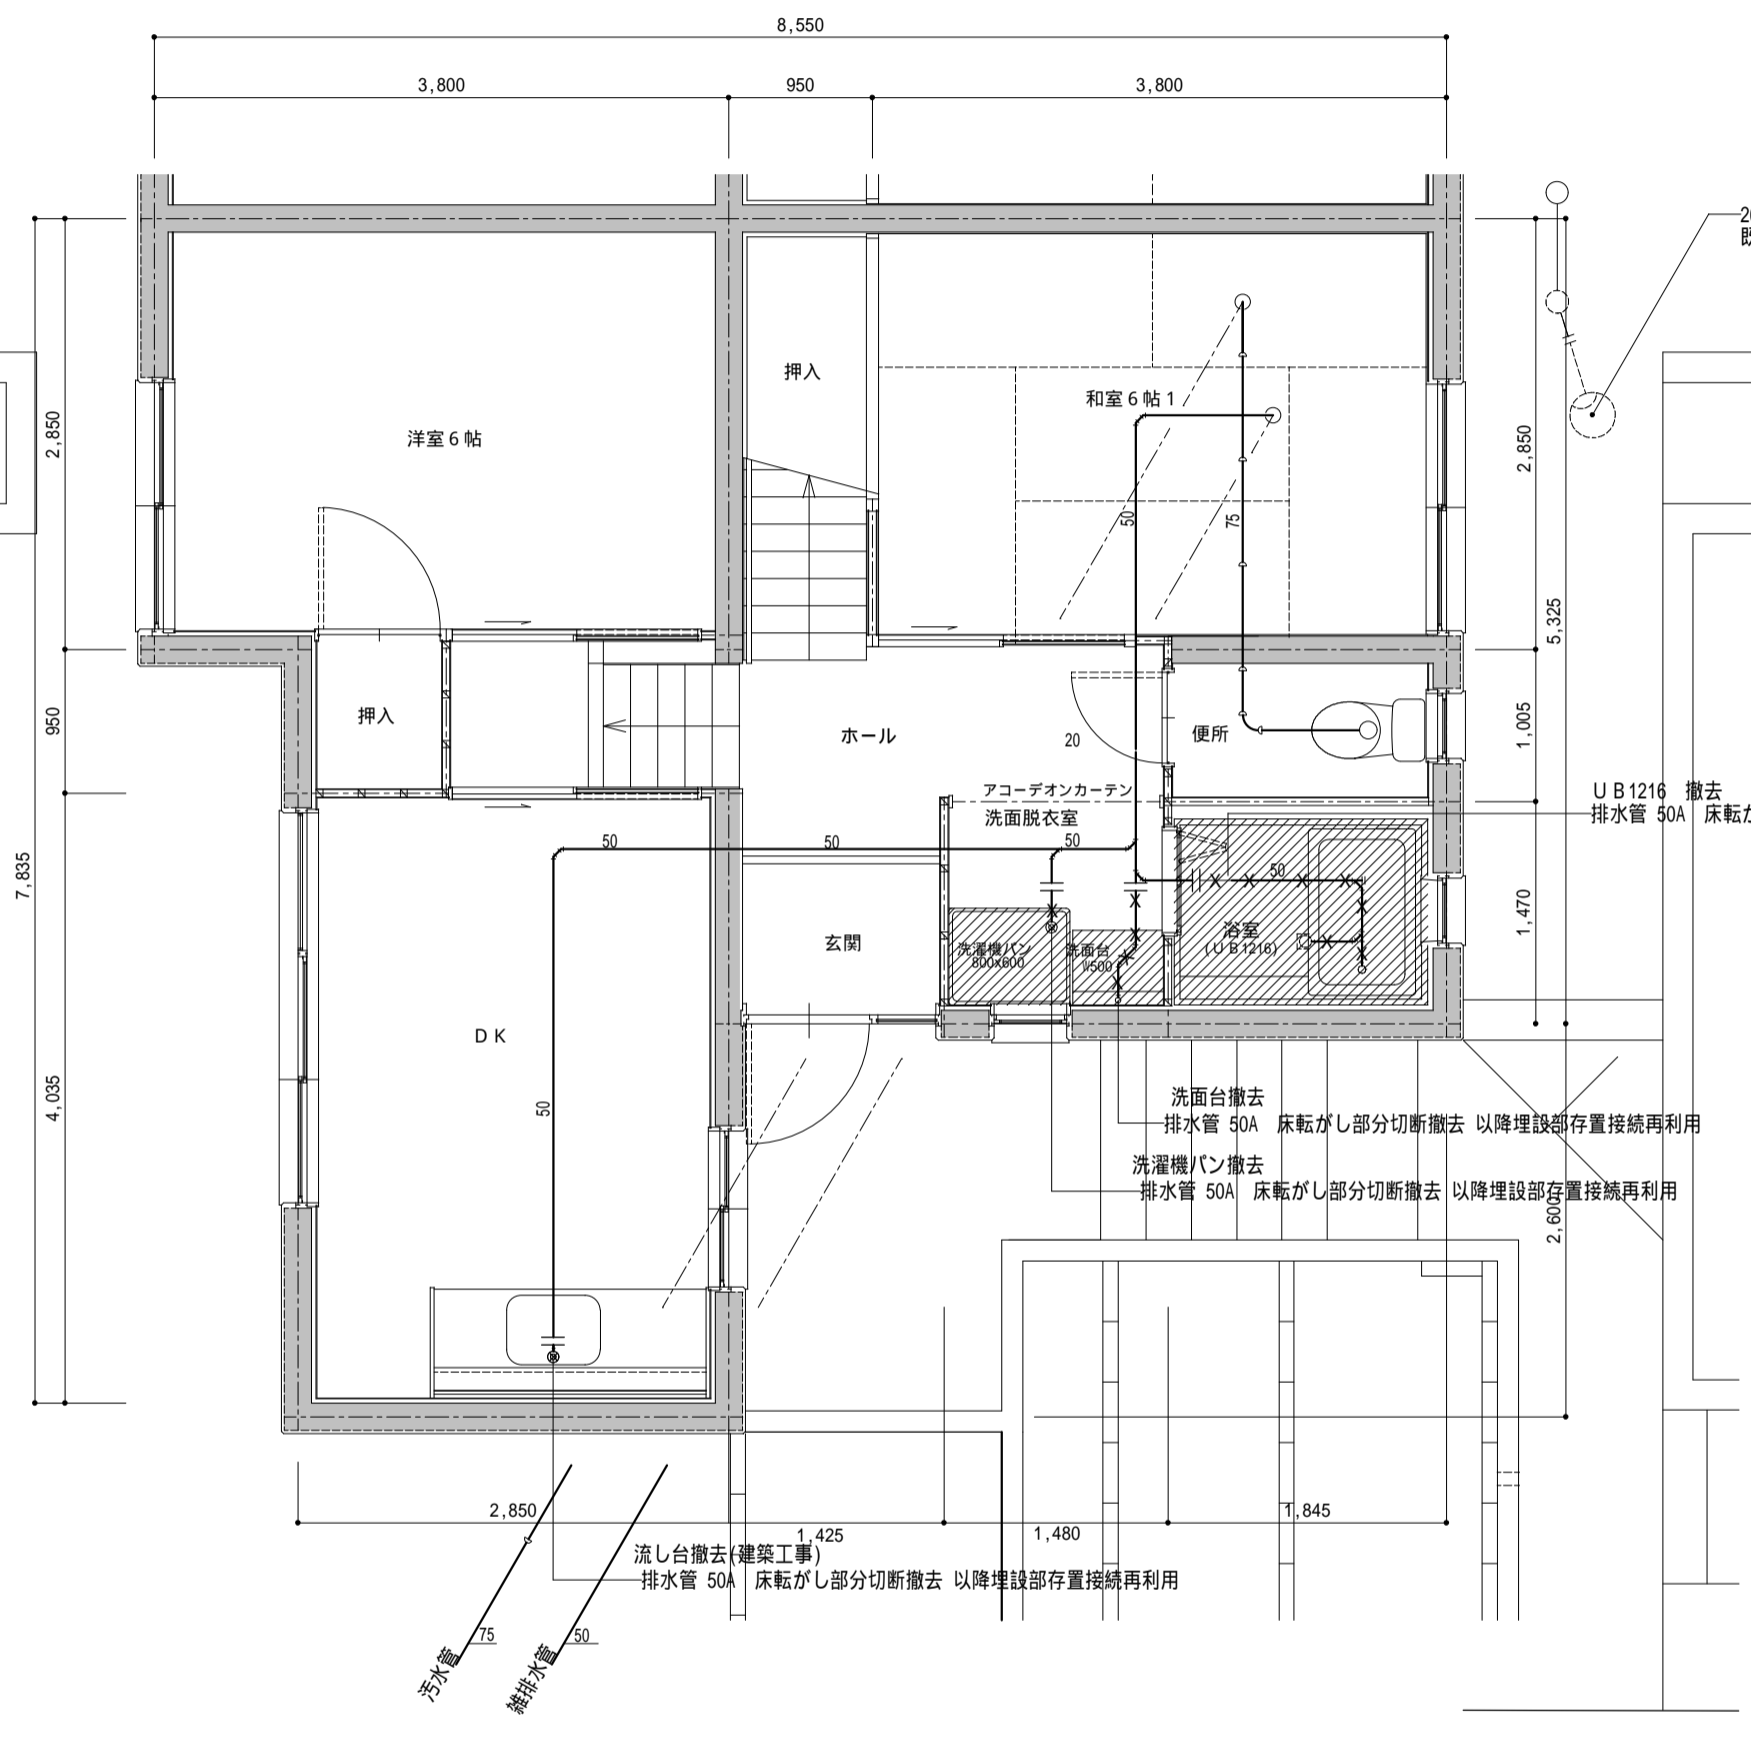 8,550
3,800
950
3,800
2,850
950
4,035
7,835
2,850
5,325
1,005
1,470
2,600
押入
和室６帖１
洋室６帖
50
75
押入
ホール
20
便所
アコーデオンカーテン
洗面脱衣室
ＵＢ1216 撤去
排水管 50A 床転が
50
50
50
50
玄関
洗濯機パン
800x600
洗面台
W500
浴室
(ＵＢ1216)
ＤＫ
50
洗面台撤去
排水管 50A 床転がし部分切断撤去 以降埋設部存置接続再利用
洗濯機パン撤去
排水管 50A 床転がし部分切断撤去 以降埋設部存置接続再利用
2,850
1,425
1,480
1,845
流し台撤去(建築工事)
排水管 50A 床転がし部分切断撤去 以降埋設部存置接続再利用
75
50
汚水管
雑排水管